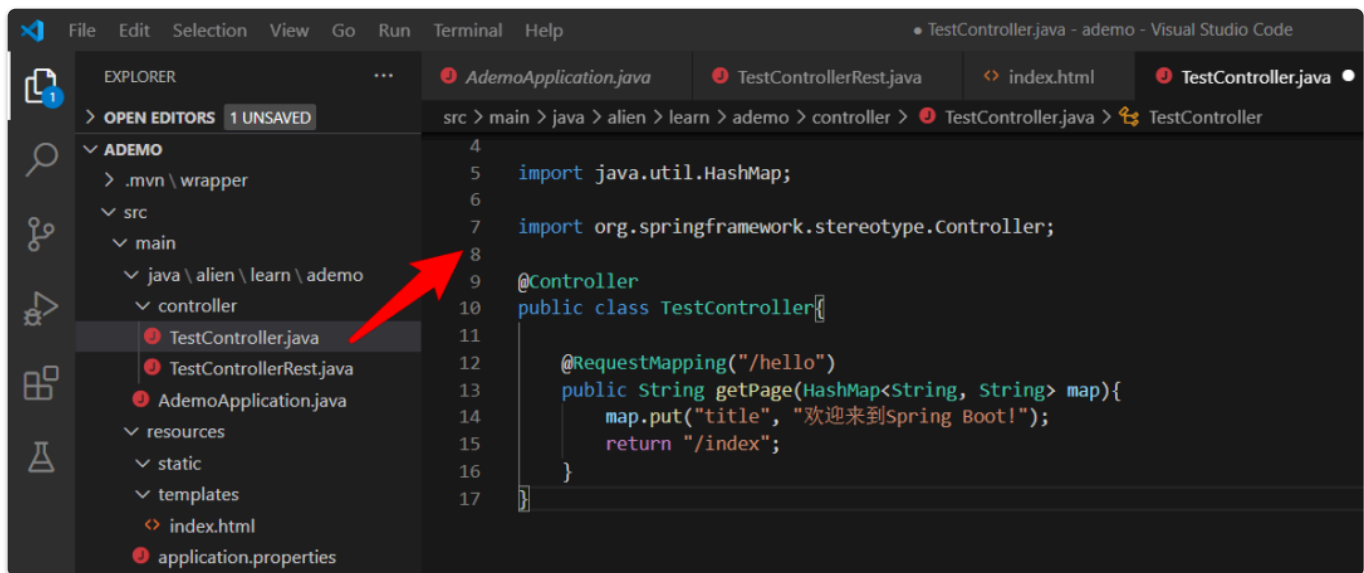 File Edit Selection View Go Run Terminal Help ● TestController.java - ademo - Visual Studio Code
1
EXPLORER ···
OPEN EDITORS 1 UNSAVED
ADEMO
.mvn \ wrapper
src
main
java \ alien \ learn \ ademo
controller
TestController.java
TestControllerRest.java
AdemoApplication.java
resources
static
templates
index.html
application.properties
AdemoApplication.java TestControllerRest.java index.html TestController.java ●
src > main > java > alien > learn > ademo > controller > TestController.java > TestController
4
5 import java.util.HashMap;
6
7 import org.springframework.stereotype.Controller;
8
9 @Controller
10 public class TestController{
11
12 @RequestMapping("/hello")
13 public String getPage(HashMap<String, String> map){
14 map.put("title", "欢迎来到Spring Boot!");
15 return "/index";
16 }
17 }